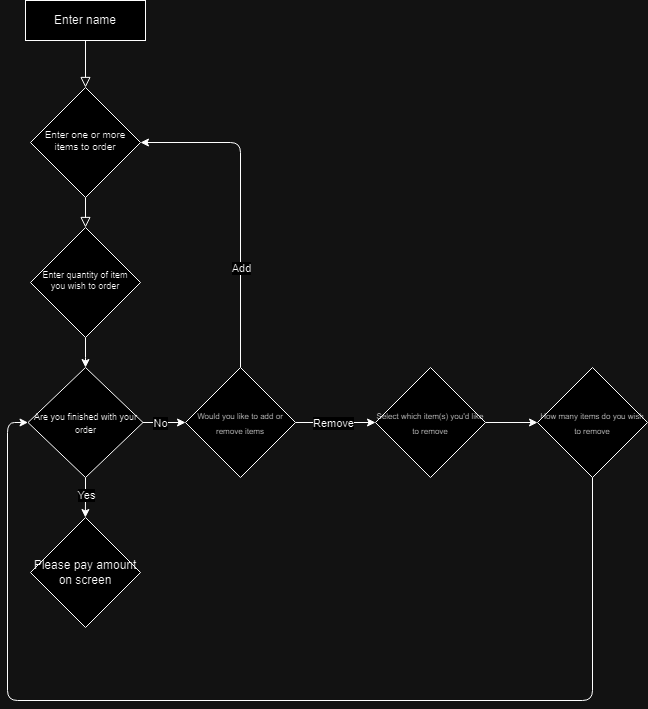 Enter name
Enter one or more
items to order
Add
Enter quantity of item
you wish to order
Are you finished with your
order
No
Would you like to add or
remove items
Remove
Select which item(s) you'd like
to remove
How many items do you wish
to remove
Yes
Please pay amount
on screen